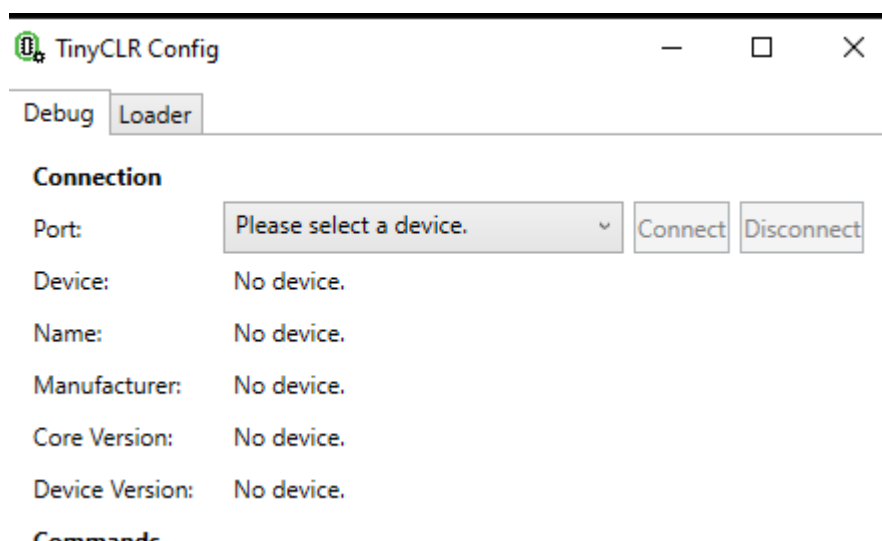 TinyCLR Config
Debug Loader
Connection
Port: Please select a device. Connect Disconnect
Device: No device.
Name: No device.
Manufacturer: No device.
Core Version: No device.
Device Version: No device.
Commands